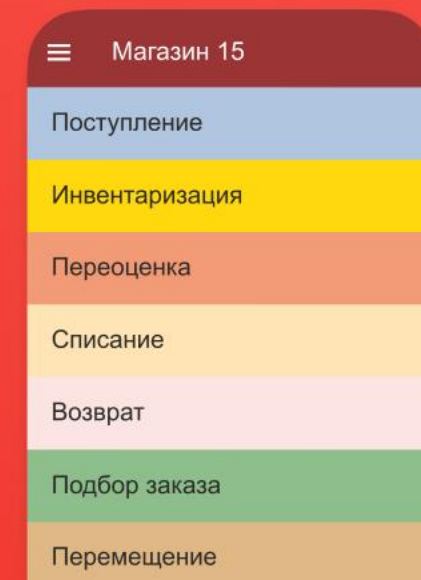 Магазин 15
Поступление
Инвентаризация
Переоценка
Списание
Возврат
Подбор заказа
Перемещение